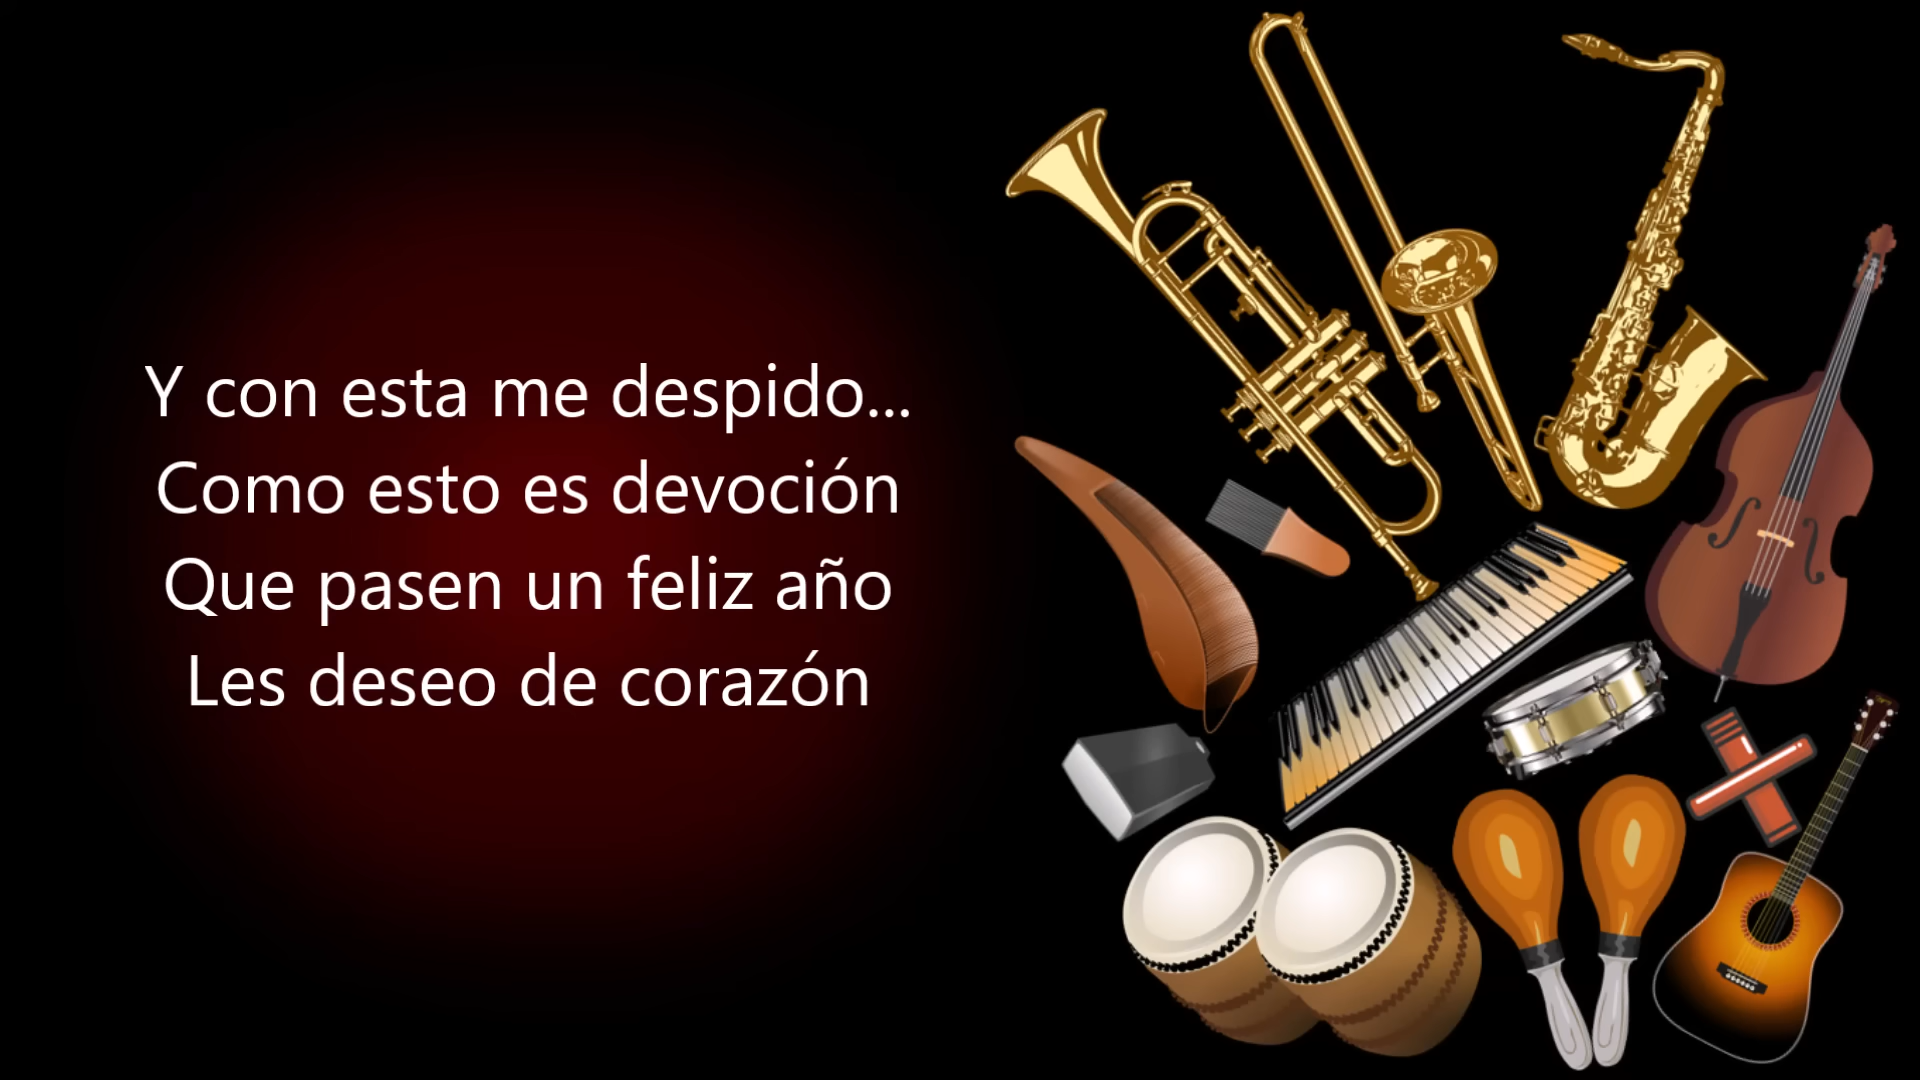 Y con esta me despido...
Como esto es devoción
Que pasen un feliz año
Les deseo de corazón